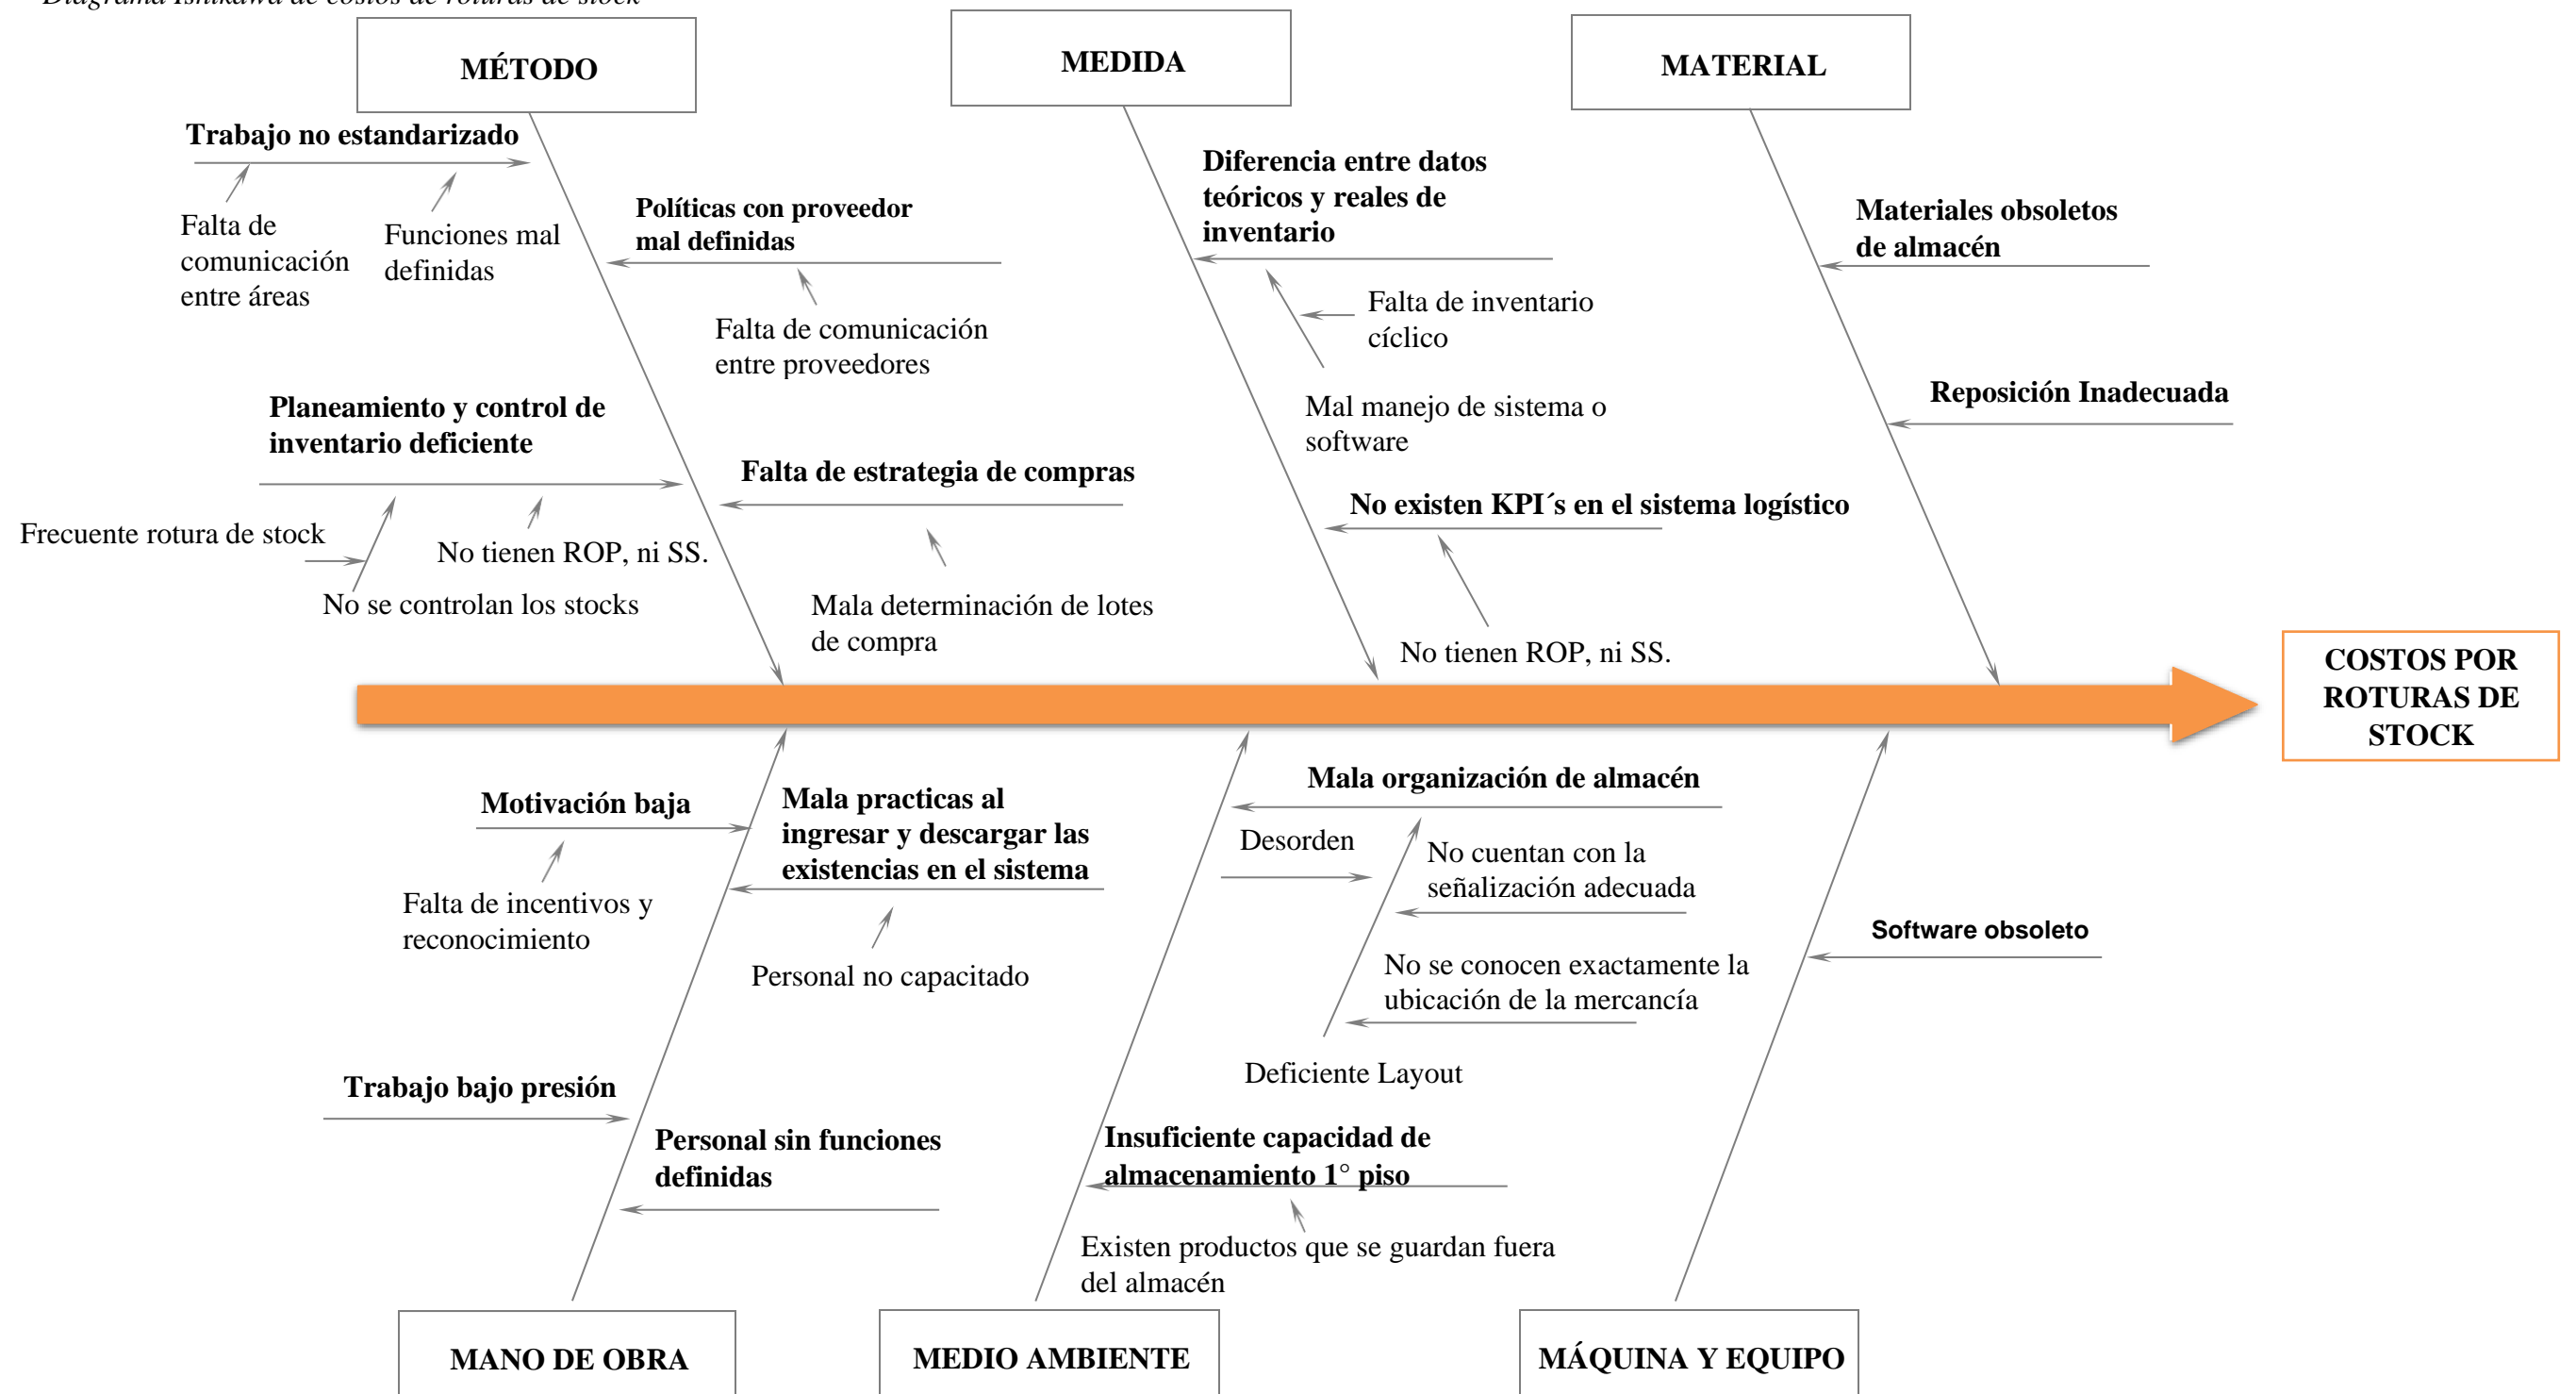 Diagrama Ishikawa de costos de roturas de stock
MÉTODO
MEDIDA
MATERIAL
Trabajo no estandarizado
Falta de
comunicación
entre áreas
Funciones mal
definidas
Políticas con proveedor
mal definidas
Falta de comunicación
entre proveedores
Planeamiento y control de
inventario deficiente
Frecuente rotura de stock
No tienen ROP, ni SS.
No se controlan los stocks
Falta de estrategia de compras
Mala determinación de lotes
de compra
Diferencia entre datos
teóricos y reales de
inventario
Falta de inventario
cíclico
Mal manejo de sistema o
software
No existen KPI´s en el sistema logístico
No tienen ROP, ni SS.
Materiales obsoletos
de almacén
Reposición Inadecuada
COSTOS POR
ROTURAS DE
STOCK
Motivación baja
Falta de incentivos y
reconocimiento
Mala practicas al
ingresar y descargar las
existencias en el sistema
Personal no capacitado
Trabajo bajo presión
Personal sin funciones
definidas
Mala organización de almacén
Desorden
No cuentan con la
señalización adecuada
No se conocen exactamente la
ubicación de la mercancía
Deficiente Layout
Insuficiente capacidad de
almacenamiento 1° piso
Existen productos que se guardan fuera
del almacén
Software obsoleto
MANO DE OBRA
MEDIO AMBIENTE
MÁQUINA Y EQUIPO